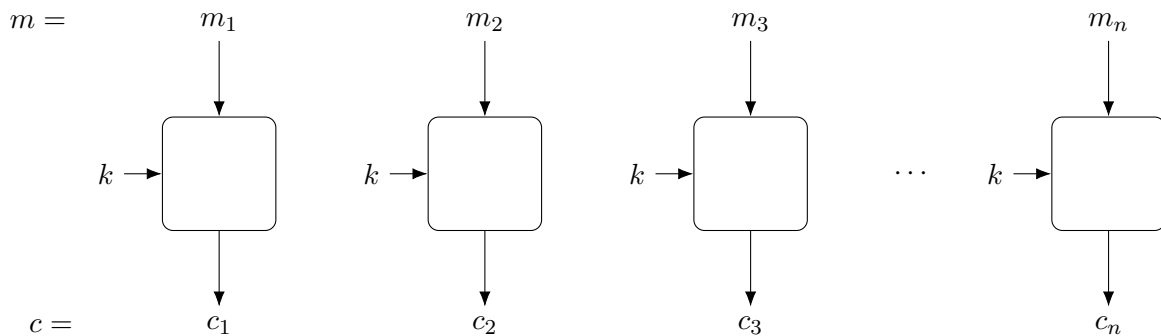 m = m₁ m₂ m₃ mₙ
k k k ··· k
c = c₁ c₂ c₃ cₙ